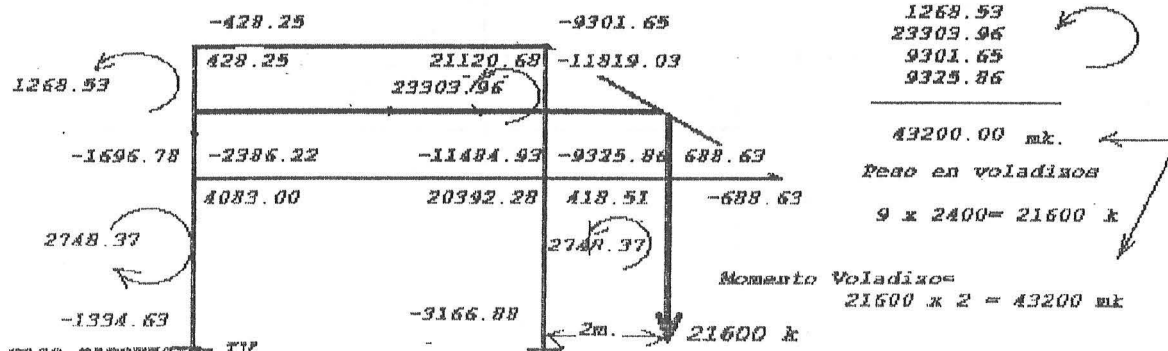 -428.25 -9301.65
428.25 21120.68 -11819.03
1268.53 23303.96
-1696.78 -2386.22 -11484.93 -9325.86 688.63
4083.00 20392.28 418.51 -688.63
2748.37 2748.37
-1334.63 -3166.88 2m. 21600 k
IV
1268.53
23303.96
9301.65
9325.86
43200.00 mk.
Peso en voladizos
9 x 2400= 21600 k
Momento Voladizo=
21600 x 2 = 43200 mk